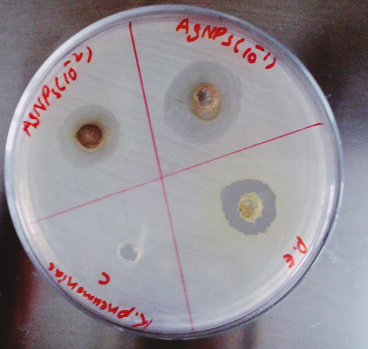 AgNPs(10⁻²)
AgNPs(10⁻¹)
P.E
C
K.pneumoniae